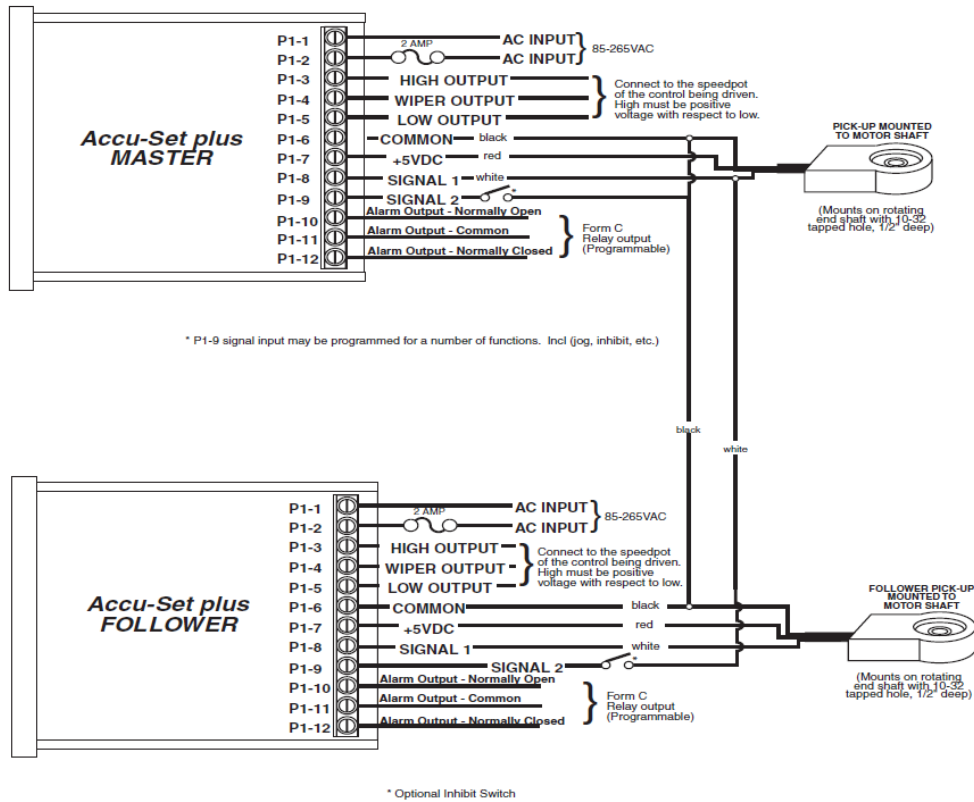 P1-1
2 AMP
AC INPUT
85-265VAC
P1-2
AC INPUT
P1-3
HIGH OUTPUT
Connect to the speedpot
of the control being driven.
High must be positive
voltage with respect to low.
P1-4
WIPER OUTPUT
P1-5
LOW OUTPUT
Accu-Set plus
MASTER
P1-6
COMMON
black
P1-7
+5VDC
red
P1-8
SIGNAL 1
white
P1-9
SIGNAL 2
*
P1-10
Alarm Output - Normally Open
P1-11
Alarm Output - Common
P1-12
Alarm Output - Normally Closed
Form C
Relay output
(Programmable)
PICK-UP MOUNTED
TO MOTOR SHAFT
(Mounts on rotating
end shaft with 10-32
tapped hole, 1/2" deep)
* P1-9 signal input may be programmed for a number of functions. Incl (jog, inhibit, etc.)
black
white
P1-1
2 AMP
AC INPUT
85-265VAC
P1-2
AC INPUT
P1-3
HIGH OUTPUT
Connect to the speedpot
of the control being driven.
High must be positive
voltage with respect to low.
P1-4
WIPER OUTPUT
P1-5
LOW OUTPUT
Accu-Set plus
FOLLOWER
P1-6
COMMON
black
P1-7
+5VDC
red
P1-8
SIGNAL 1
white
P1-9
SIGNAL 2
*
P1-10
Alarm Output - Normally Open
P1-11
Alarm Output - Common
P1-12
Alarm Output - Normally Closed
Form C
Relay output
(Programmable)
FOLLOWER PICK-UP
MOUNTED TO
MOTOR SHAFT
(Mounts on rotating
end shaft with 10-32
tapped hole, 1/2" deep)
* Optional Inhibit Switch